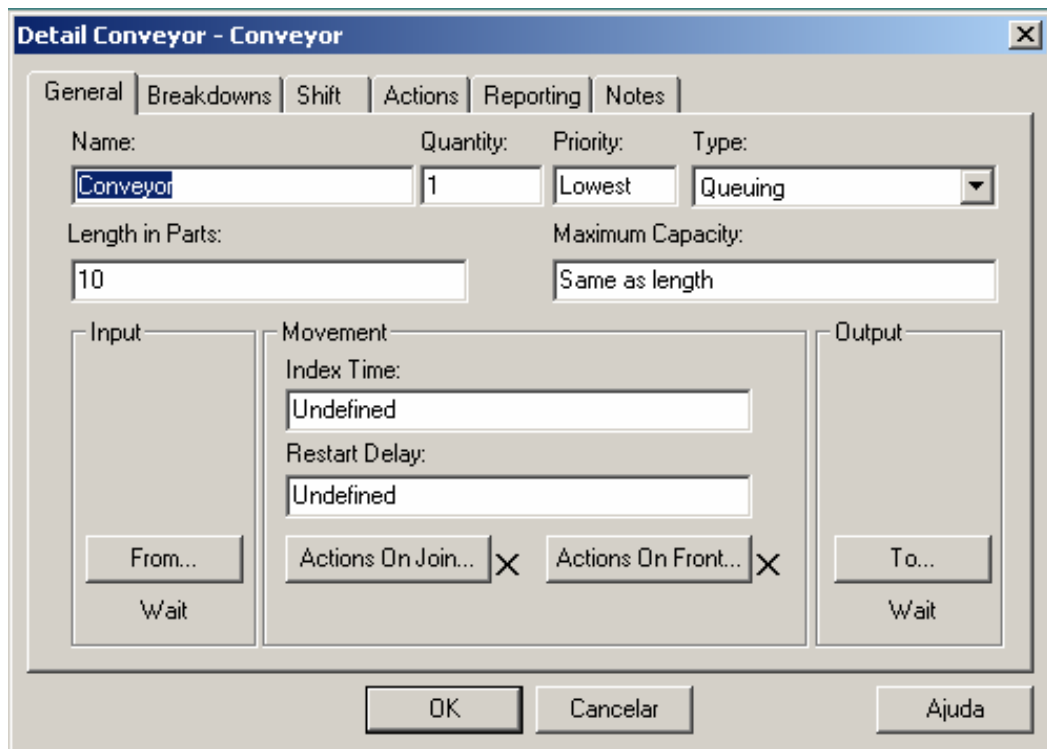 Detail Conveyor - Conveyor
General Breakdowns Shift Actions Reporting Notes
Name: Quantity: Priority: Type:
Conveyor 1 Lowest Queuing
Length in Parts: Maximum Capacity:
10 Same as length
Input Movement Output
Index Time:
Undefined
Restart Delay:
Undefined
From... Actions On Join... Actions On Front... To...
Wait Wait
OK Cancelar Ajuda